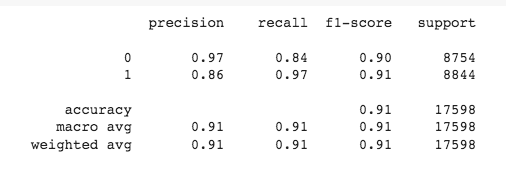 precision recall f1-score support
0 0.97 0.84 0.90 8754
1 0.86 0.97 0.91 8844
accuracy 0.91 17598
macro avg 0.91 0.91 0.91 17598
weighted avg 0.91 0.91 0.91 17598